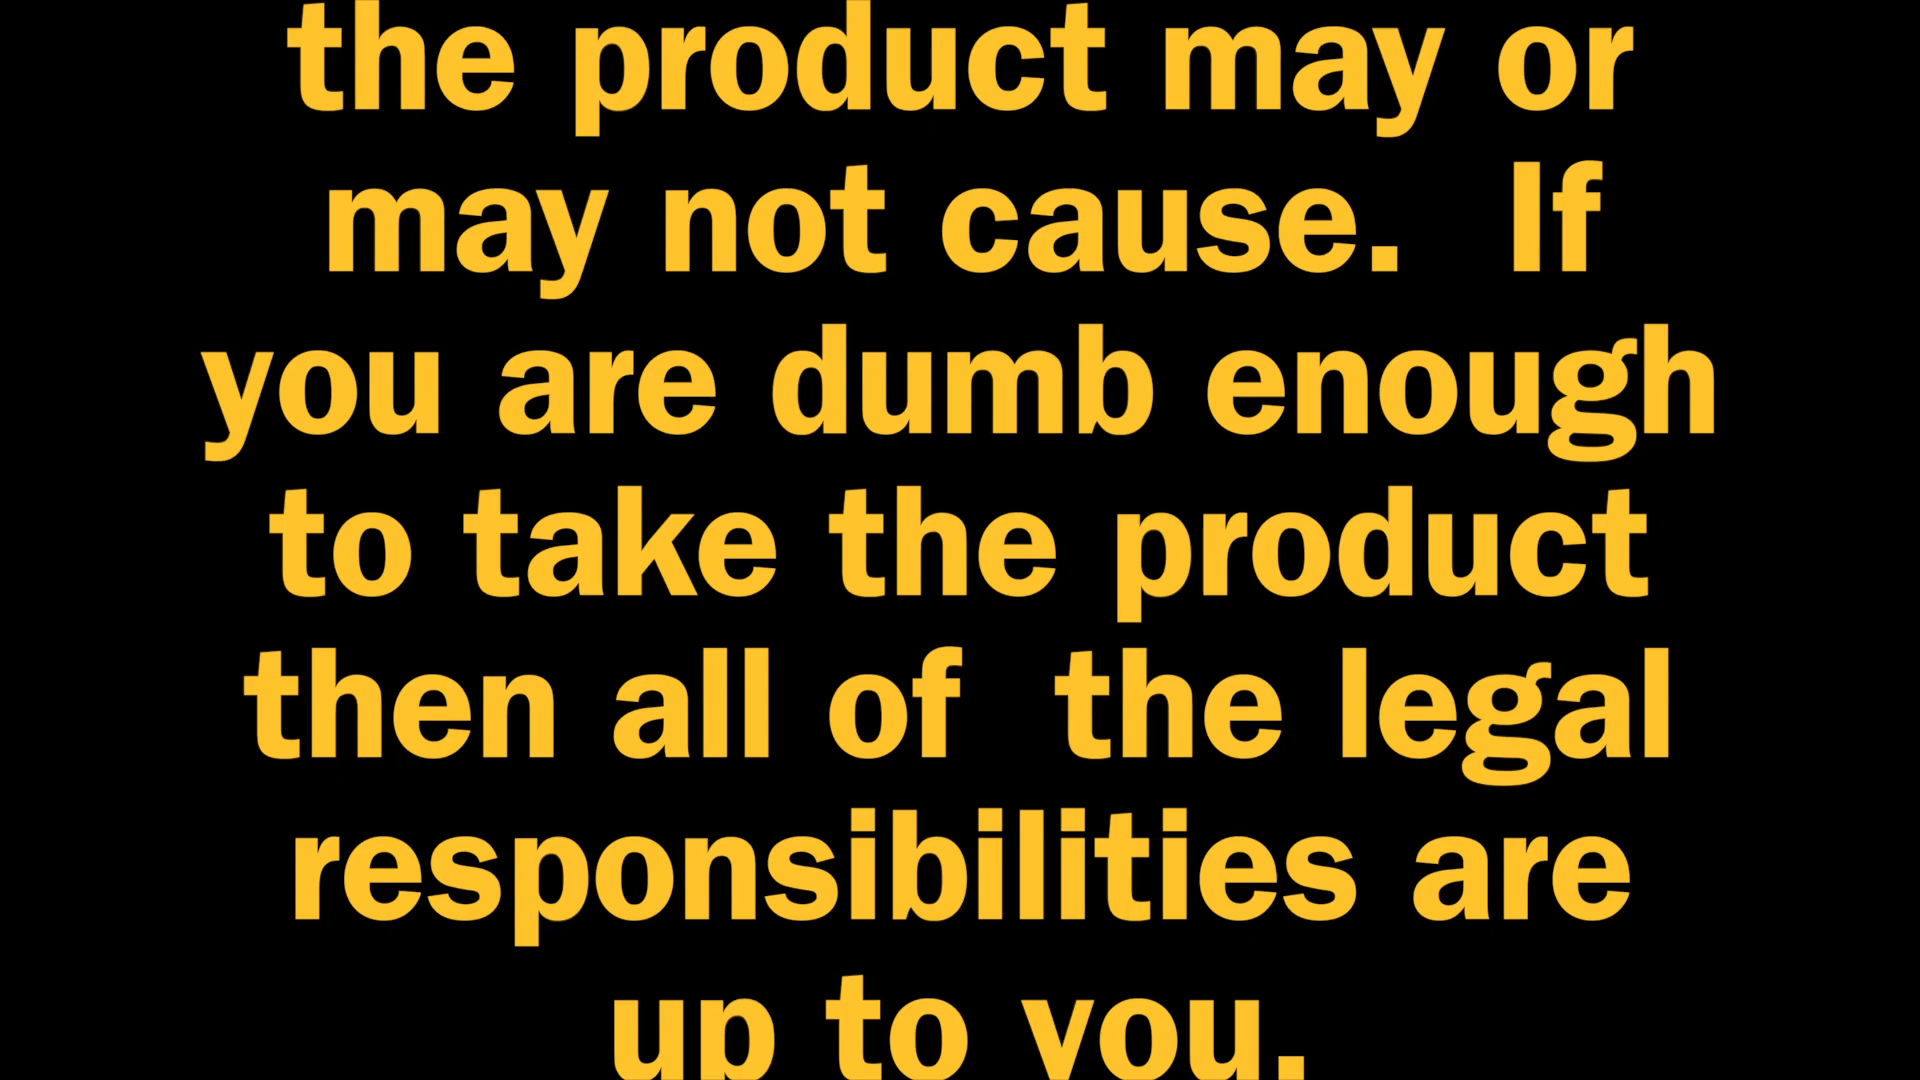 the product may or
may not cause.  If
you are dumb enough
to take the product
then all of  the legal
responsibilities are
up to you.